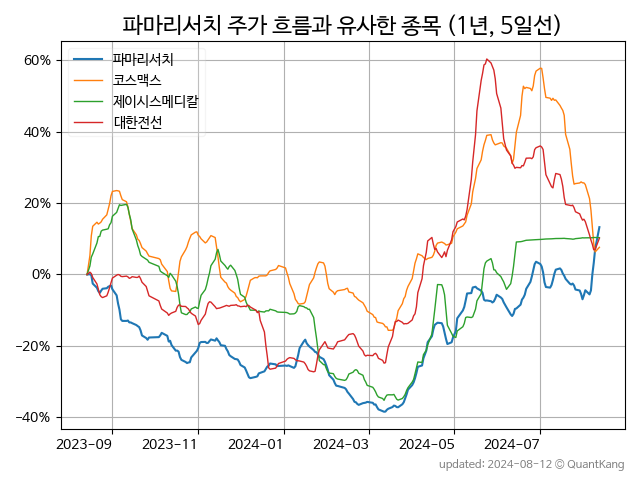 파마리서치 주가 흐름과 유사한 종목 (1년, 5일선)
파마리서치
코스맥스
제이시스메디칼
대한전선
60%
40%
20%
0%
−20%
−40%
2023-09 2023-11 2024-01 2024-03 2024-05 2024-07
updated: 2024-08-12 © QuantKang